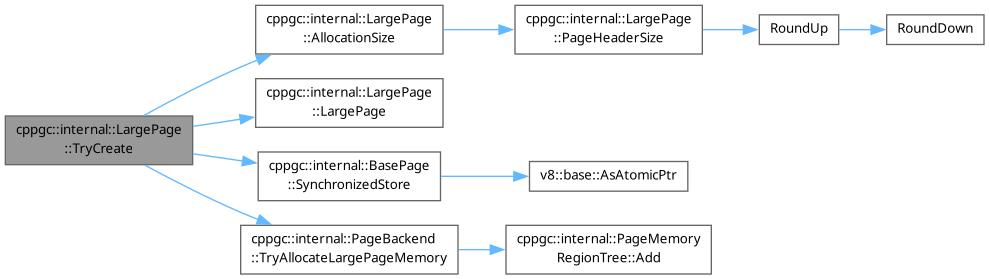 cppgc::internal::LargePage
::TryCreate
cppgc::internal::LargePage
::AllocationSize
cppgc::internal::LargePage
::PageHeaderSize
RoundUp
RoundDown
cppgc::internal::LargePage
::LargePage
cppgc::internal::BasePage
::SynchronizedStore
v8::base::AsAtomicPtr
cppgc::internal::PageBackend
::TryAllocateLargePageMemory
cppgc::internal::PageMemory
RegionTree::Add